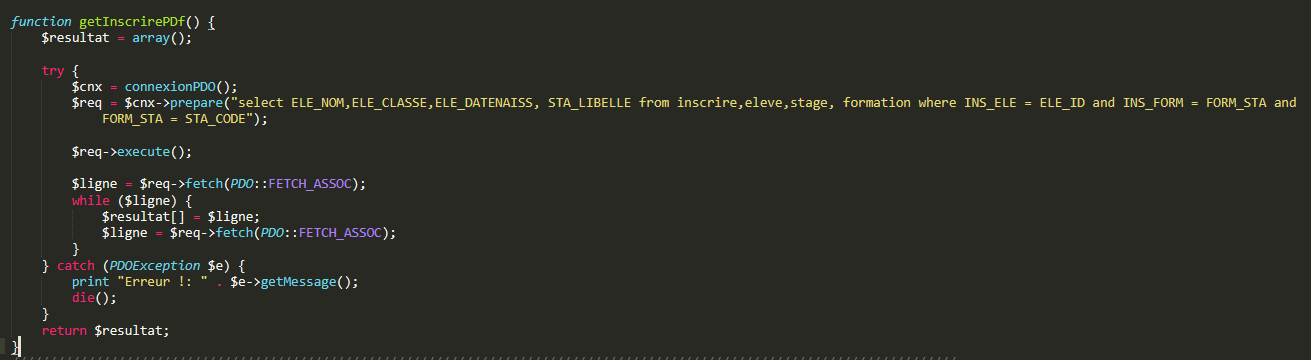 function getInscrirePDf() {
$resultat = array();
try {
$cnx = connexionPDO();
$req = $cnx->prepare("select ELE_NOM,ELE_CLASSE,ELE_DATENAISS, STA_LIBELLE from inscrire,eleve,stage, formation where INS_ELE = ELE_ID and INS_FORM = FORM_STA and
FORM_STA = STA_CODE");
$req->execute();
$ligne = $req->fetch(PDO::FETCH_ASSOC);
while ($ligne) {
$resultat[] = $ligne;
$ligne = $req->fetch(PDO::FETCH_ASSOC);
}
} catch (PDOException $e) {
print "Erreur !: " . $e->getMessage();
die();
}
return $resultat;
}